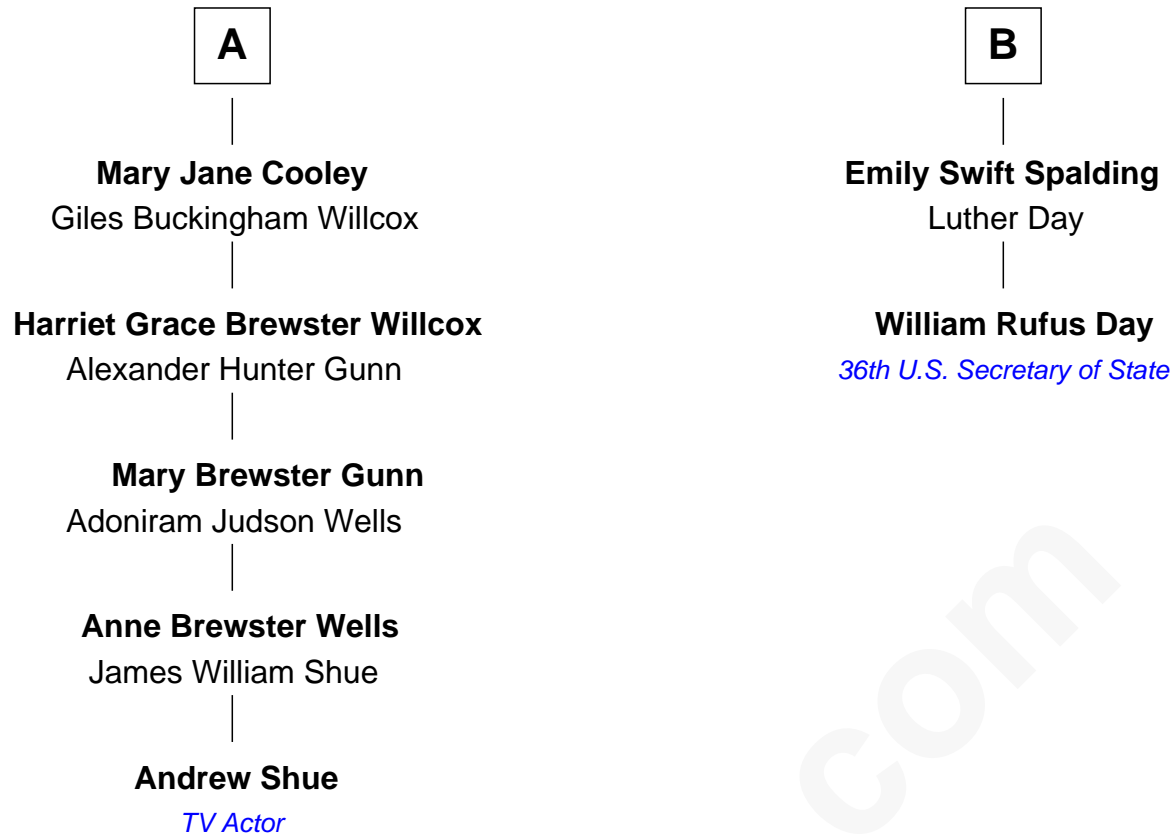 A
Mary Jane Cooley
Giles Buckingham Willcox
Harriet Grace Brewster Willcox
Alexander Hunter Gunn
Mary Brewster Gunn
Adoniram Judson Wells
Anne Brewster Wells
James William Shue
Andrew Shue
TV Actor
B
Emily Swift Spalding
Luther Day
William Rufus Day
36th U.S. Secretary of State
com